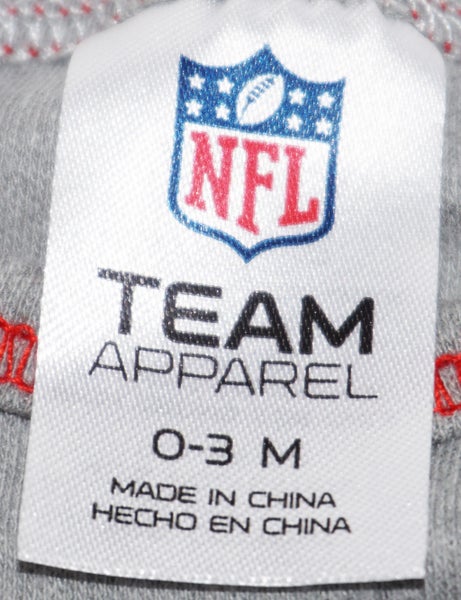 NFL
TEAM
APPAREL
0-3 M
MADE IN CHINA
HECHO EN CHINA